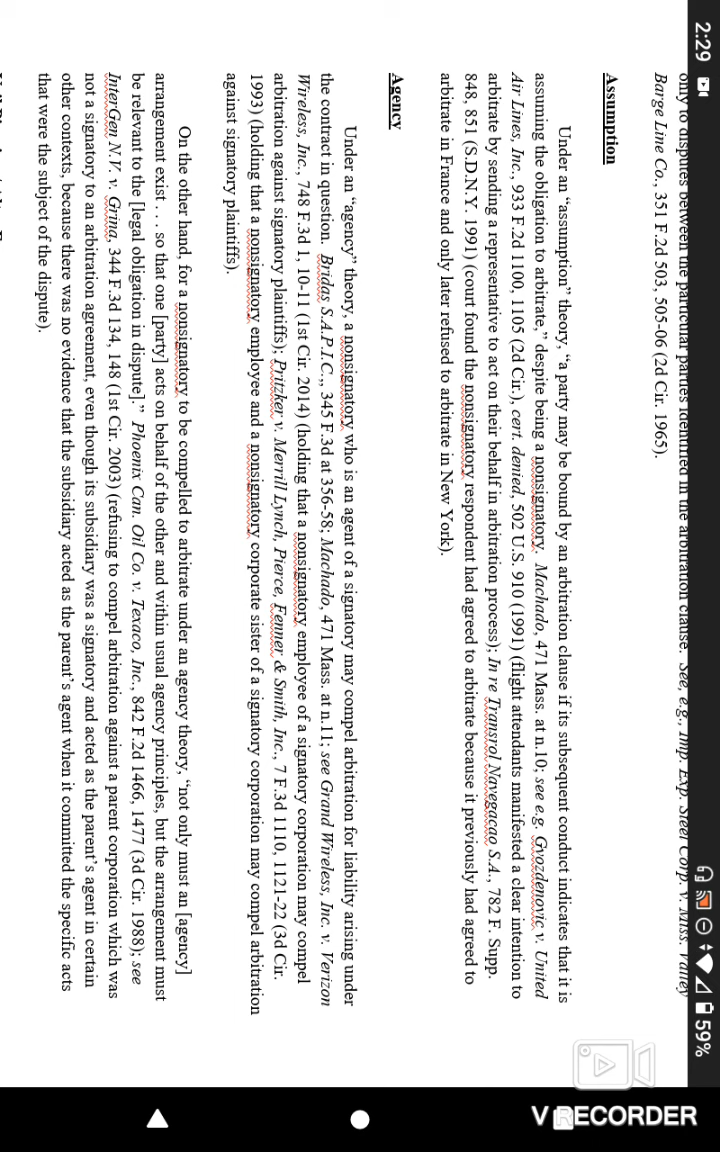 2:29 59%
only to disputes between the particular parties identified in the arbitration clause. See, e.g., Imp. Exp. Steel Corp. v. Miss. Valley
Barge Line Co., 351 F.2d 503, 505-06 (2d Cir. 1965).
Assumption
Under an “assumption” theory, “a party may be bound by an arbitration clause if its subsequent conduct indicates that it is
assuming the obligation to arbitrate,” despite being a nonsignatory. Machado, 471 Mass. at n.10; see e.g. Gvozdenovic v. United
Air Lines, Inc., 933 F.2d 1100, 1105 (2d Cir.), cert. denied, 502 U.S. 910 (1991) (flight attendants manifested a clear intention to
arbitrate by sending a representative to act on their behalf in arbitration process); In re Transrol Navegacao S.A., 782 F. Supp.
848, 851 (S.D.N.Y. 1991) (court found the nonsignatory respondent had agreed to arbitrate because it previously had agreed to
arbitrate in France and only later refused to arbitrate in New York).
Agency
Under an “agency” theory, a nonsignatory who is an agent of a signatory may compel arbitration for liability arising under
the contract in question. Bridas S.A.P.I.C., 345 F.3d at 356-58; Machado, 471 Mass. at n.11; see Grand Wireless, Inc. v. Verizon
Wireless, Inc., 748 F.3d 1, 10-11 (1st Cir. 2014) (holding that a nonsignatory employee of a signatory corporation may compel
arbitration against signatory plaintiffs); Pritzker v. Merrill Lynch, Pierce, Fenner & Smith, Inc., 7 F.3d 1110, 1121-22 (3d Cir.
1993) (holding that a nonsignatory employee and a nonsignatory corporate sister of a signatory corporation may compel arbitration
against signatory plaintiffs).
On the other hand, for a nonsignatory to be compelled to arbitrate under an agency theory, “not only must an [agency]
arrangement exist . . . so that one [party] acts on behalf of the other and within usual agency principles, but the arrangement must
be relevant to the [legal obligation in dispute].” Phoenix Can. Oil Co. v. Texaco, Inc., 842 F.2d 1466, 1477 (3d Cir. 1988); see
InterGen N.V. v. Grina, 344 F.3d 134, 148 (1st Cir. 2003) (refusing to compel arbitration against a parent corporation which was
not a signatory to an arbitration agreement, even though its subsidiary was a signatory and acted as the parent’s agent in certain
other contexts, because there was no evidence that the subsidiary acted as the parent’s agent when it committed the specific acts
that were the subject of the dispute).
V RECORDER